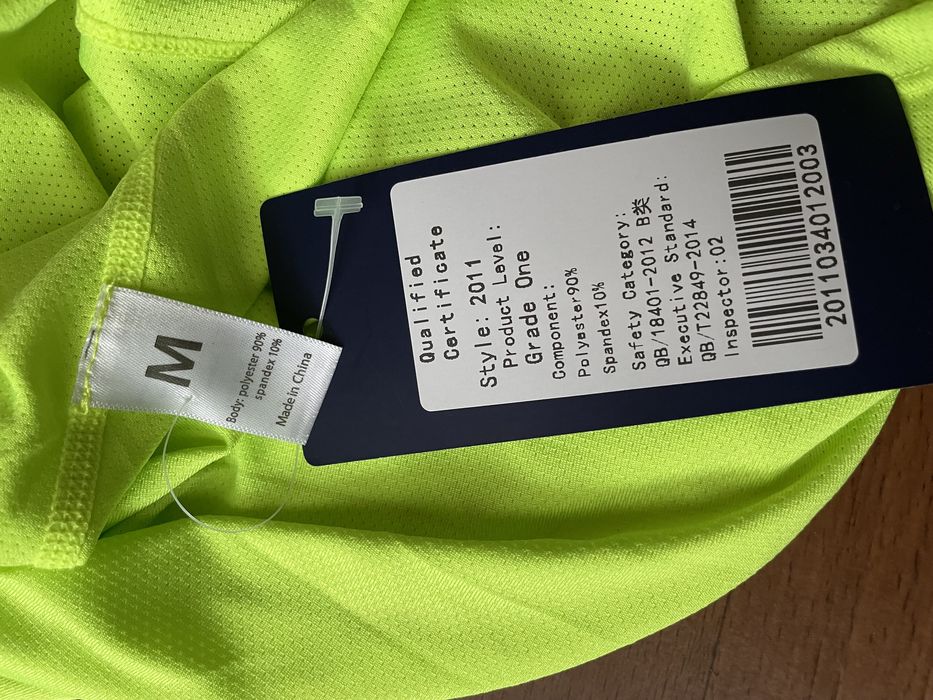 M
Body: polyester 90%
spandex 10%
Made in China
Qualified
Certificate
Style: 2011
Product Level:
Grade One
Component:
Polyester90%
Spandex10%
Safety Category:
QB/18401-2012 B类
Executive Standard:
QB/T22849-2014
Inspector:02
2011034012003